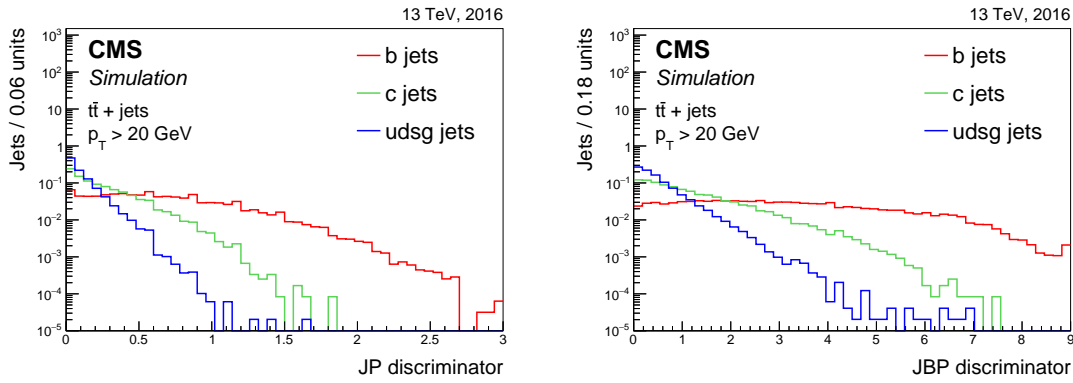 13 TeV, 2016
Jets / 0.06 units
10³
10²
10
1
10⁻¹
10⁻²
10⁻³
10⁻⁴
10⁻⁵
CMS
Simulation
tt̄ + jets
p_T > 20 GeV
b jets
c jets
udsg jets
0 0.5 1 1.5 2 2.5 3
JP discriminator
13 TeV, 2016
Jets / 0.18 units
10³
10²
10
1
10⁻¹
10⁻²
10⁻³
10⁻⁴
10⁻⁵
CMS
Simulation
tt̄ + jets
p_T > 20 GeV
b jets
c jets
udsg jets
0 1 2 3 4 5 6 7 8 9
JBP discriminator